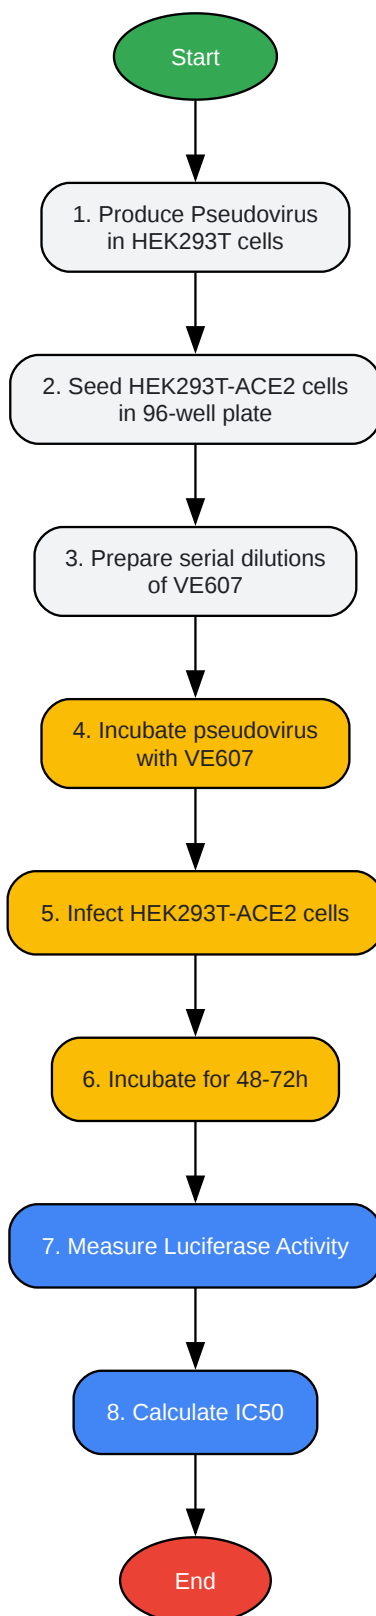 Start
1. Produce Pseudovirus
in HEK293T cells
2. Seed HEK293T-ACE2 cells
in 96-well plate
3. Prepare serial dilutions
of VE607
4. Incubate pseudovirus
with VE607
5. Infect HEK293T-ACE2 cells
6. Incubate for 48-72h
7. Measure Luciferase Activity
8. Calculate IC50
End